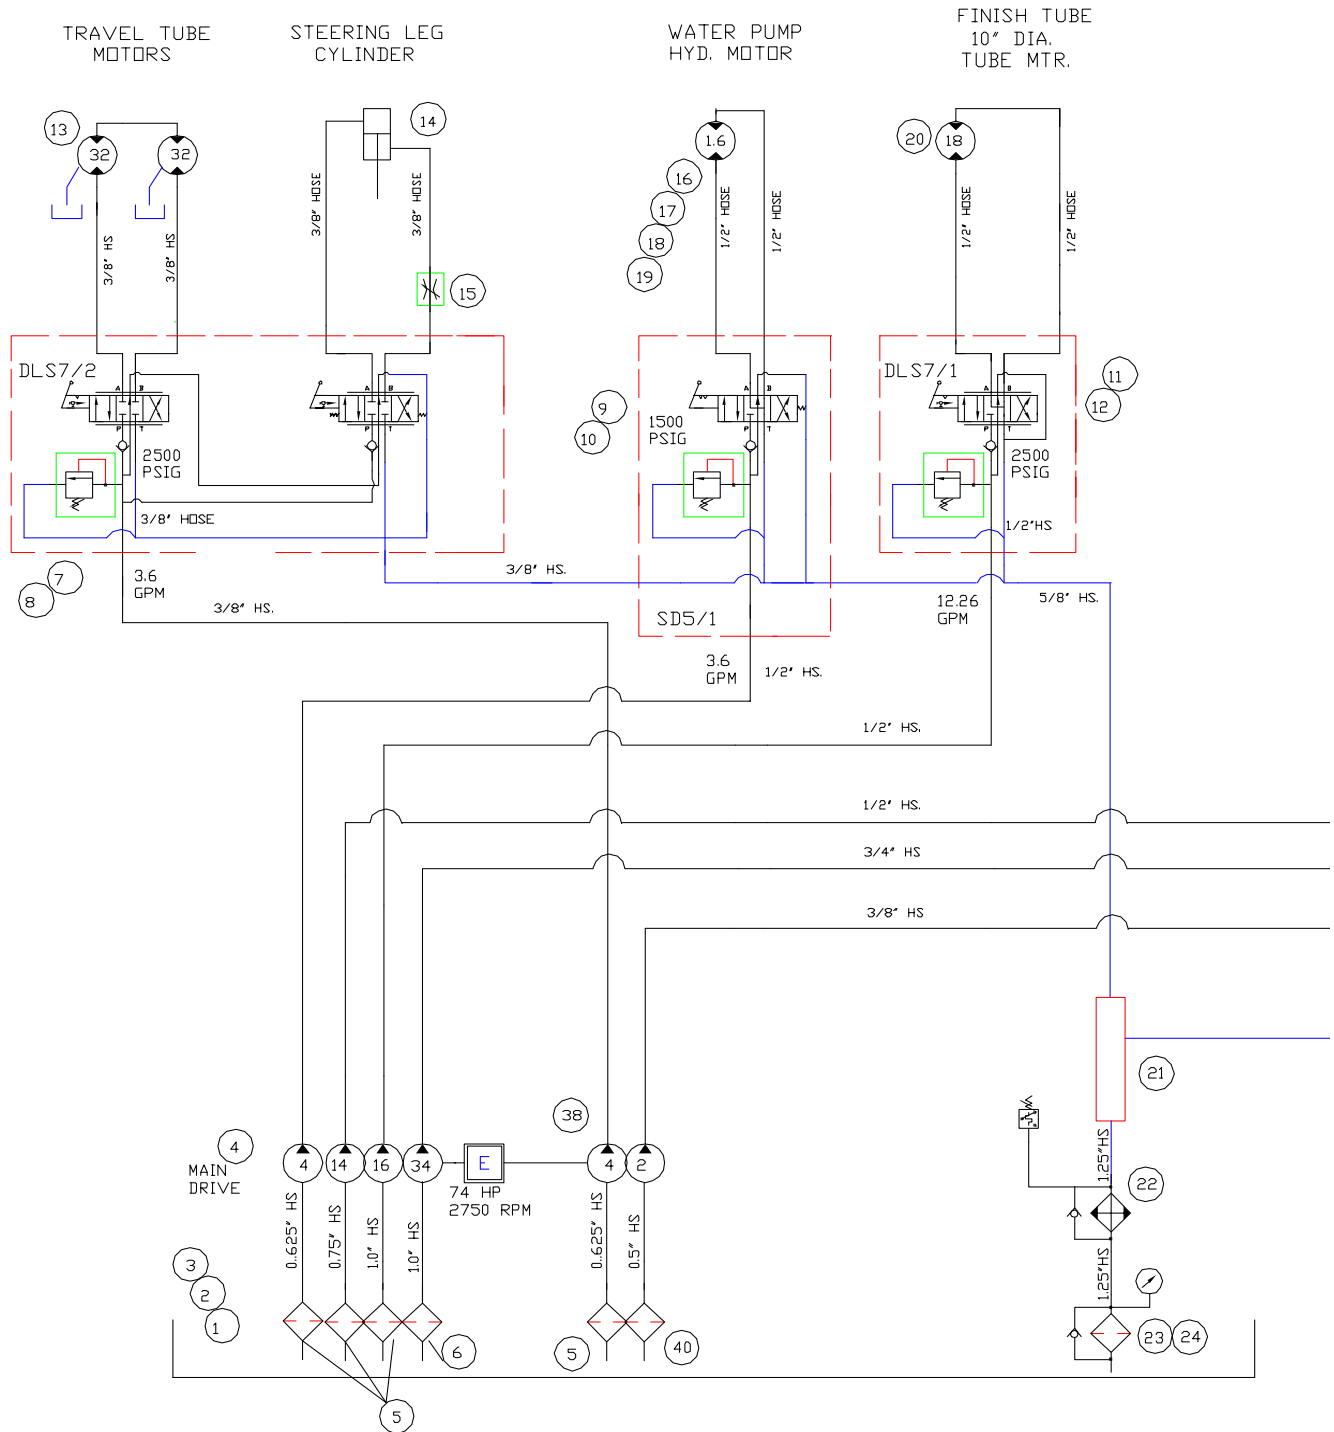 TRAVEL TUBE
MOTORS
STEERING LEG
CYLINDER
WATER PUMP
HYD. MOTOR
FINISH TUBE
10" DIA.
TUBE MTR.
13
32
32
14
1.6
20
18
16
17
18
19
15
3/8" HS
3/8" HS
3/8" HOSE
3/8" HOSE
1/2" HOSE
1/2" HOSE
1/2" HOSE
1/2" HOSE
DLS7/2
A B
P T
2500
PSIG
3/8" HOSE
A B
P T
9
10
1500
PSIG
A B
P T
DLS7/1
A B
P T
2500
PSIG
1/2"HS
11
12
7
8
3.6
GPM
3/8" HS.
3/8" HS.
SD5/1
3.6
GPM
1/2" HS.
12.26
GPM
5/8" HS.
1/2" HS.
1/2" HS.
3/4" HS
3/8" HS
4
MAIN
DRIVE
4
14
16
34
E
74 HP
2750 RPM
38
4
2
21
22
1.25"HS
1.25"HS
0.625" HS
0.75" HS
1.0" HS
1.0" HS
0.625" HS
0.5" HS
3
2
1
6
5
40
23
24
5